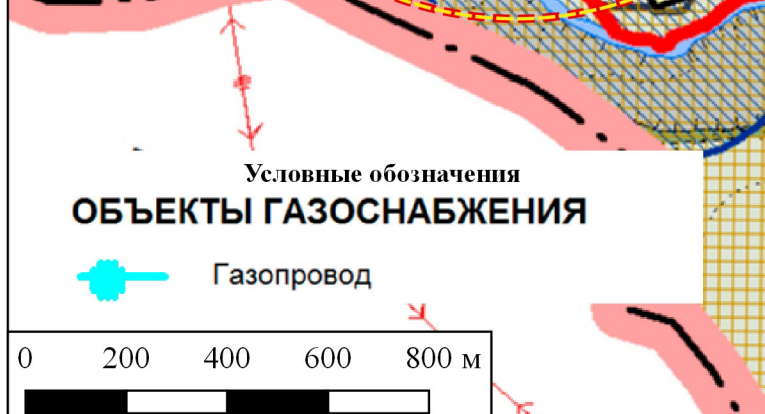 Условные обозначения
ОБЪЕКТЫ ГАЗОСНАБЖЕНИЯ
Газопровод
0 200 400 600 800 м